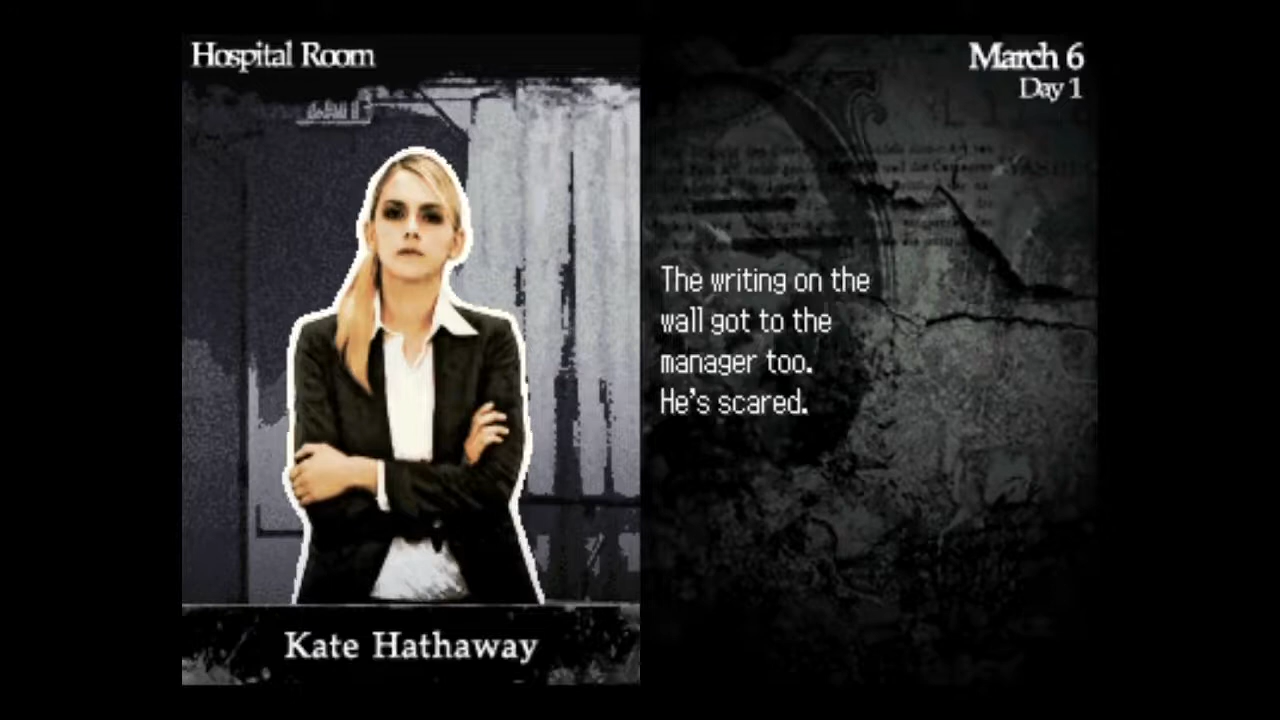 Hospital Room
March 6
Day 1
The writing on the
wall got to the
manager too.
He's scared.
Kate Hathaway